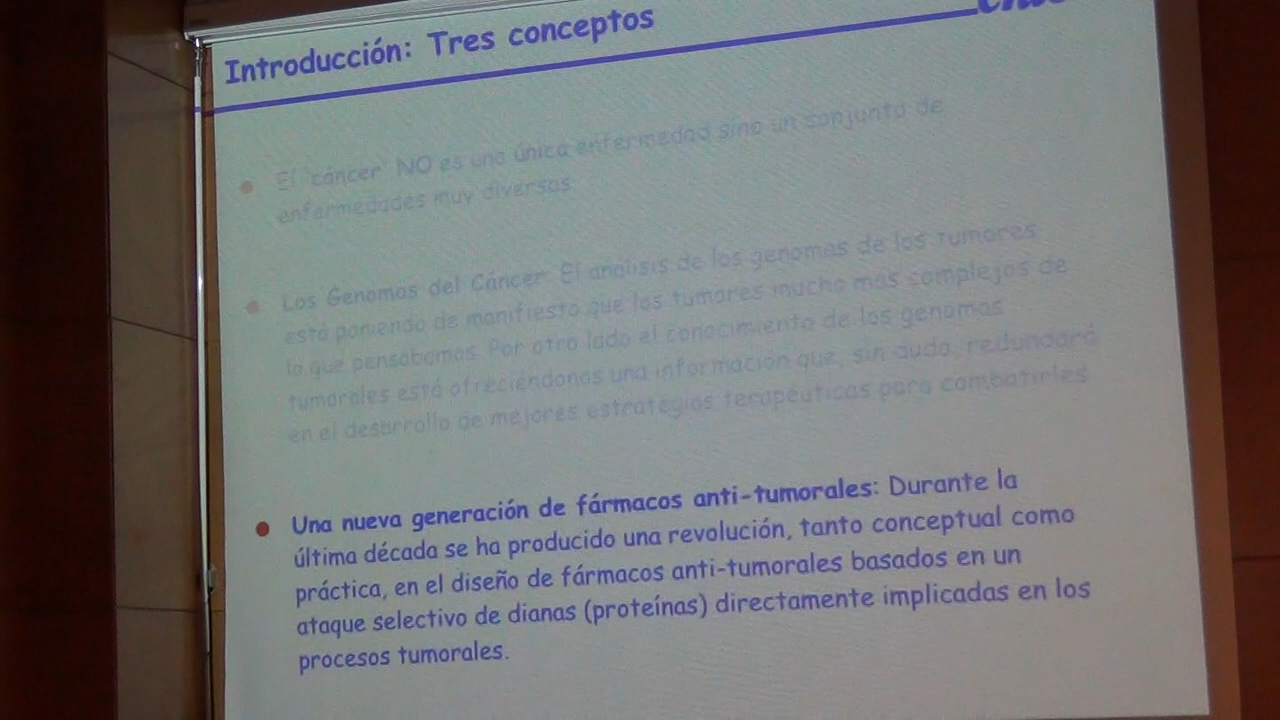 Introducción: Tres conceptos
El 'cáncer' NO es una única enfermedad sino un conjunto de
enfermedades muy diversas
Los Genomas del Cáncer El análisis de los genomas de los tumores
está poniendo de manifiesto que los tumores mucho más complejos de
lo que pensábamos. Por otro lado el conocimiento de los genomas
tumorales está ofreciéndonos una información que, sin duda, redundará
en el desarrollo de mejores estrategias terapéuticas para combatirles
Una nueva generación de fármacos anti-tumorales: Durante la
última década se ha producido una revolución, tanto conceptual como
práctica, en el diseño de fármacos anti-tumorales basados en un
ataque selectivo de dianas (proteínas) directamente implicadas en los
procesos tumorales.